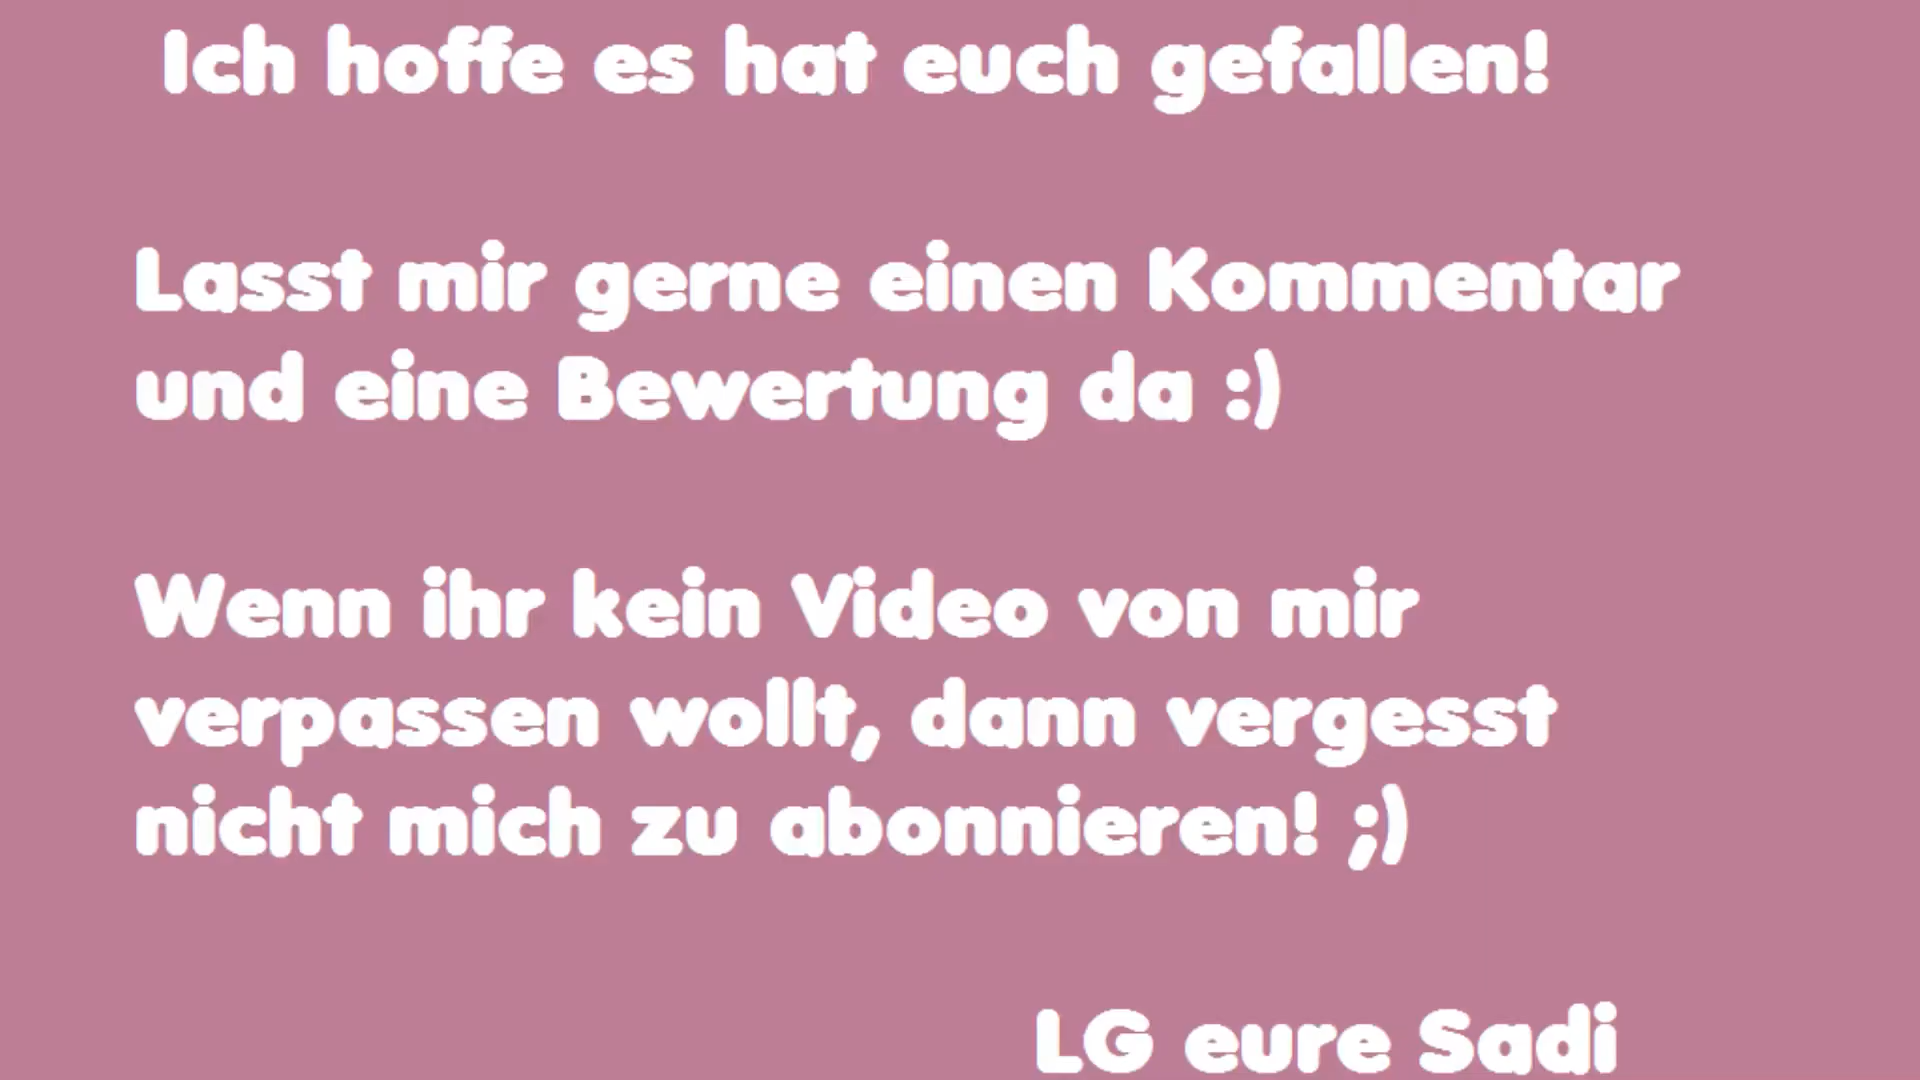 Ich hoffe es hat euch gefallen!
Lasst mir gerne einen Kommentar
und eine Bewertung da :)
Wenn ihr kein Video von mir
verpassen wollt, dann vergesst
nicht mich zu abonnieren! ;)
LG eure Sadi